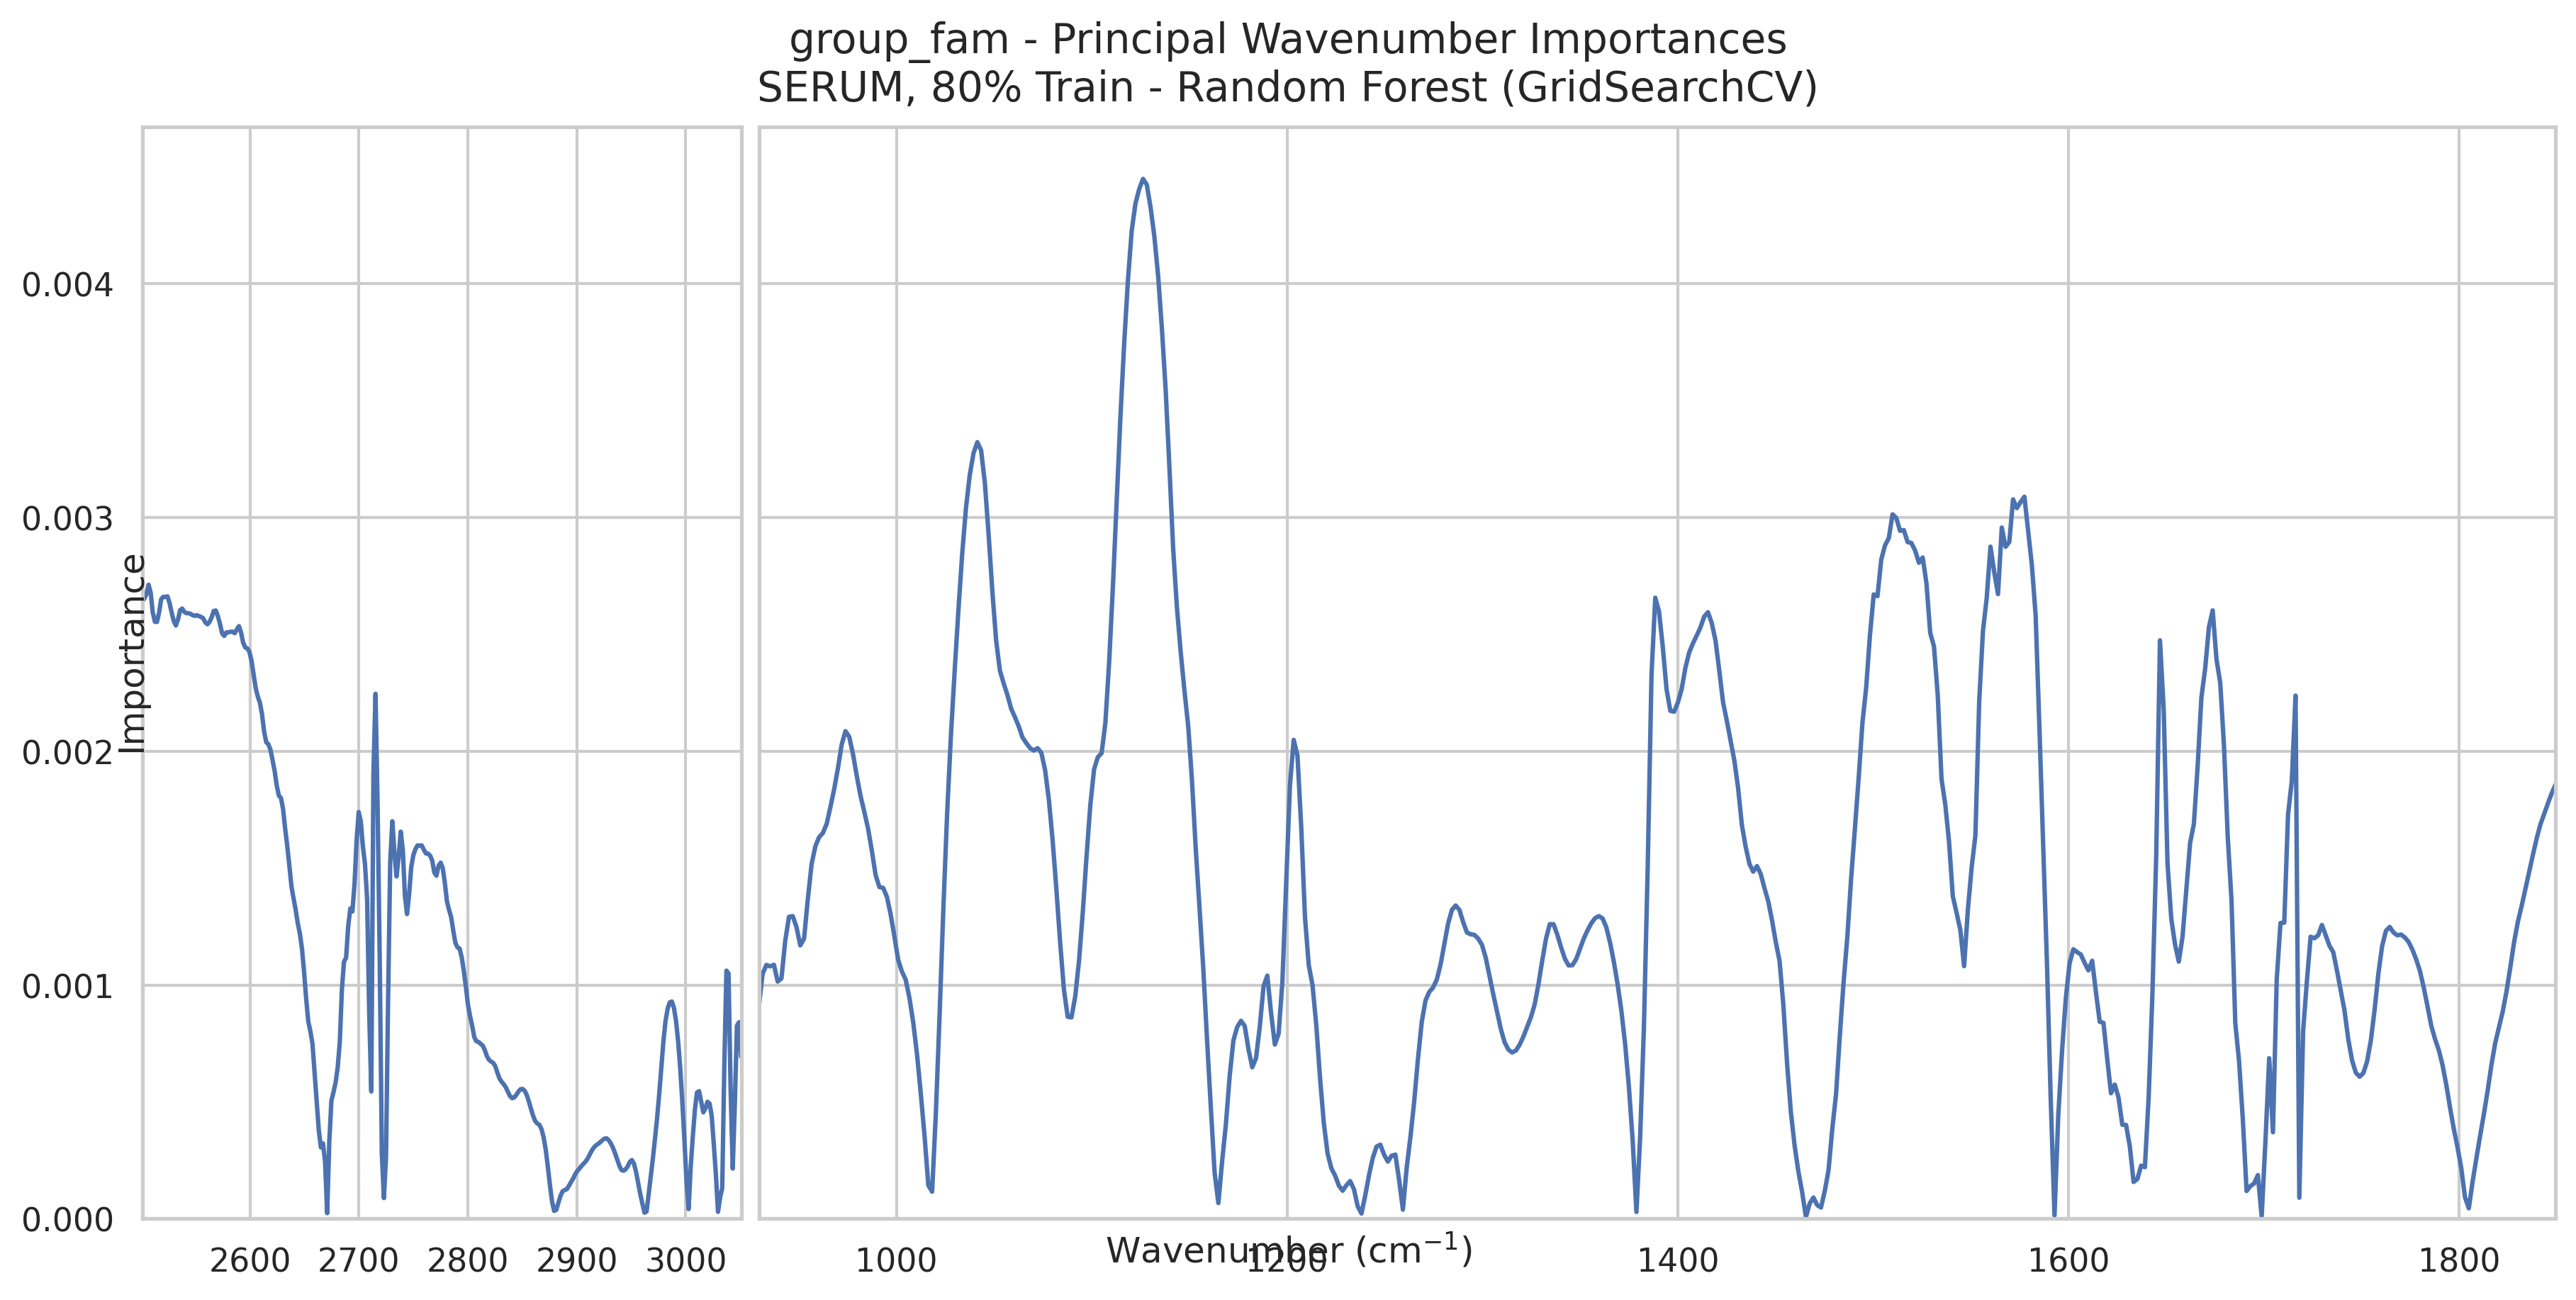 group_fam - Principal Wavenumber Importances
SERUM, 80% Train - Random Forest (GridSearchCV)
Importance
0.004
0.003
0.002
0.001
0.000
2600 2700 2800 2900 3000 1000 1200 1400 1600 1800
Wavenumber (cm⁻¹)